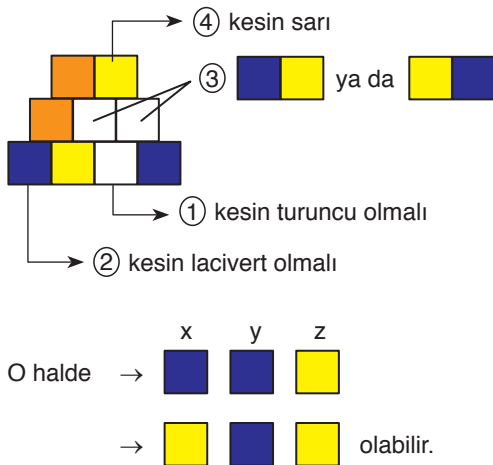 ④ kesin sarı
③ ya da
① kesin turuncu olmalı
② kesin lacivert olmalı
x y z
O halde →
→ olabilir.